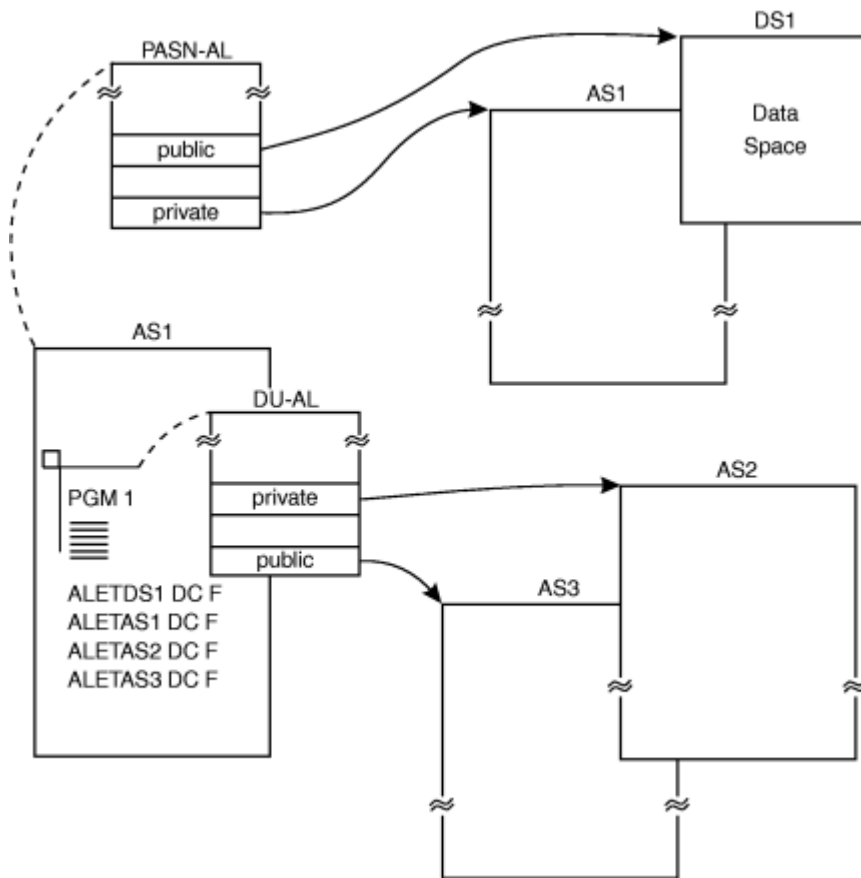 DS1
PASN-AL
AS1
Data
Space
public
private
AS1
DU-AL
AS2
private
PGM 1
public
AS3
ALETDS1 DC F
ALETAS1 DC F
ALETAS2 DC F
ALETAS3 DC F